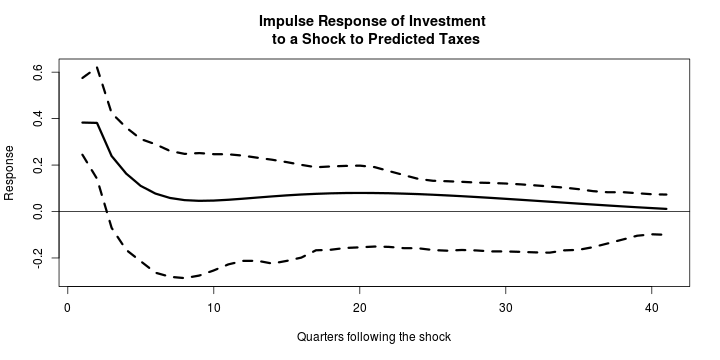 Impulse Response of Investment
to a Shock to Predicted Taxes
Response
0.6
0.4
0.2
0.0
-0.2
0 10 20 30 40
Quarters following the shock